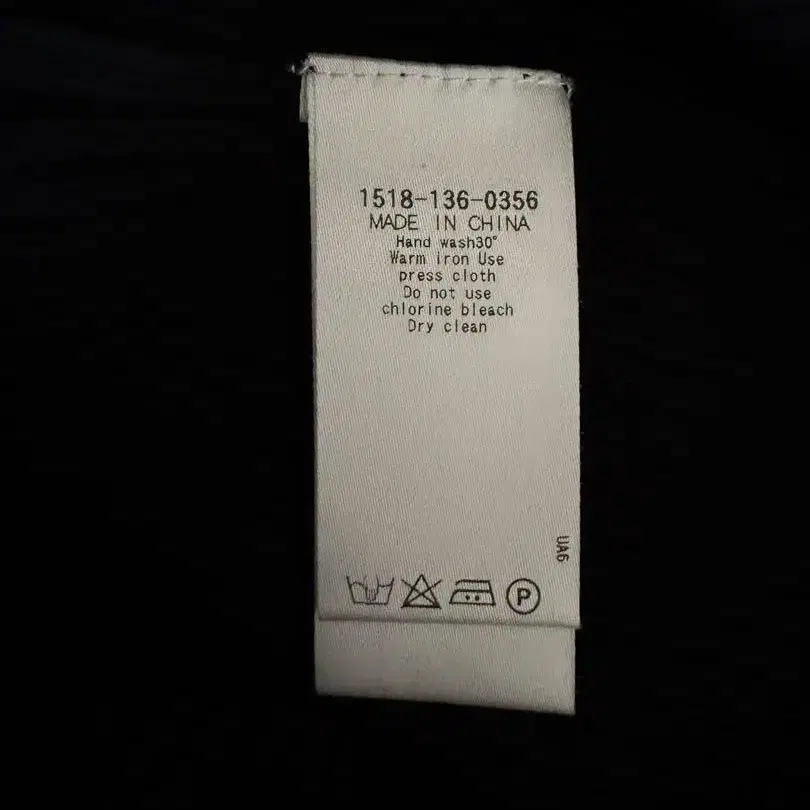 1518-136-0356
MADE IN CHINA
Hand wash30°
Warm iron Use
press cloth
Do not use
chlorine bleach
Dry clean
UA6
P